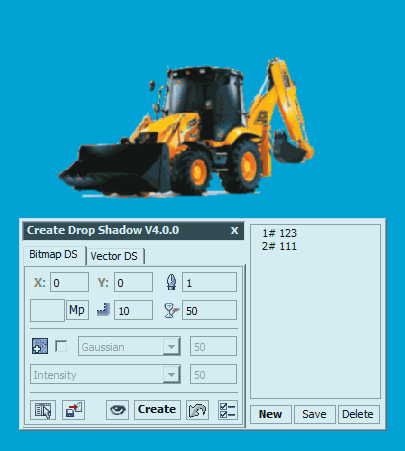 Create Drop Shadow V4.0.0 x
Bitmap DS Vector DS
X: 0 Y: 0 1
Mp 10 50
Gaussian 50
Intensity 50
Create
1# 123
2# 111
New Save Delete